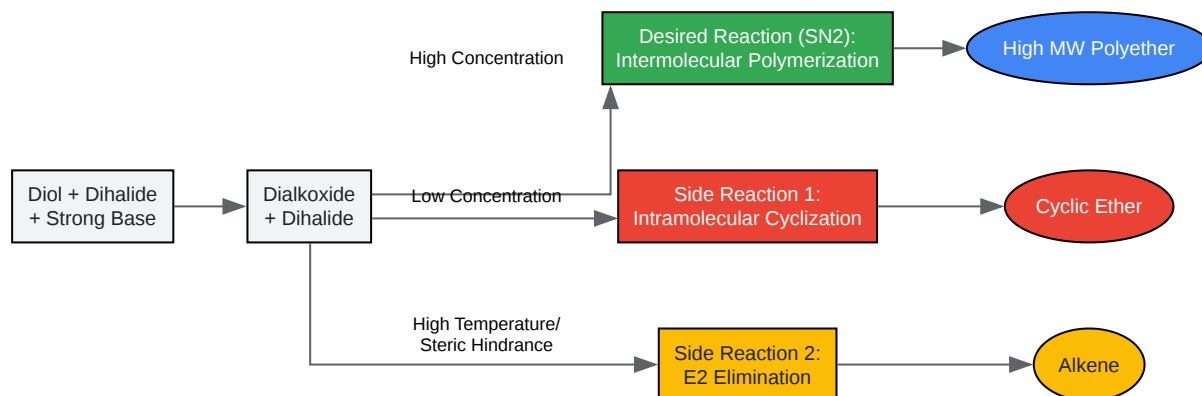 High Concentration
Desired Reaction (SN2):
Intermolecular Polymerization
High MW Polyether
Diol + Dihalide
+ Strong Base
Dialkoxide
+ Dihalide
Low Concentration
Side Reaction 1:
Intramolecular Cyclization
Cyclic Ether
High Temperature/
Steric Hindrance
Side Reaction 2:
E2 Elimination
Alkene